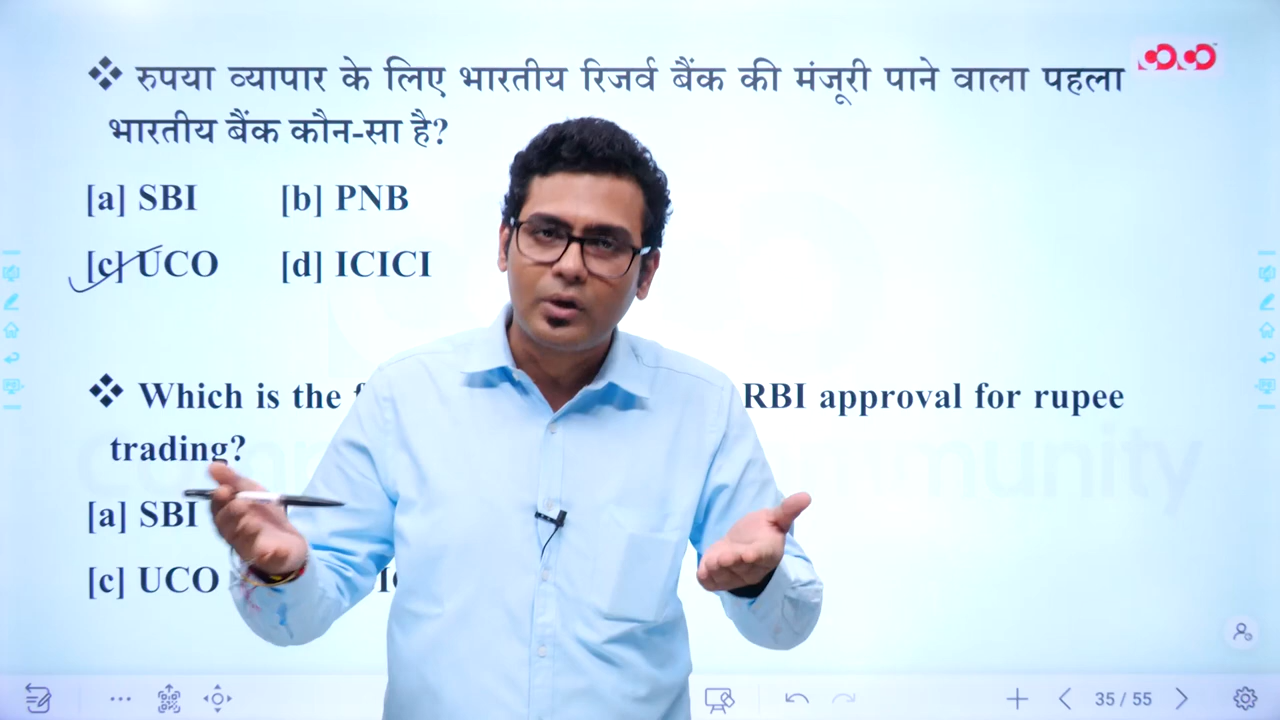 ❖ रुपया व्यापार के लिए भारतीय रिजर्व बैंक की मंजूरी पाने वाला पहला
भारतीय बैंक कौन-सा है?
[a] SBI [b] PNB
[c] UCO [d] ICICI
❖ Which is the RBI approval for rupee
trading?
[a] SBI
[c] UCO
35 / 55